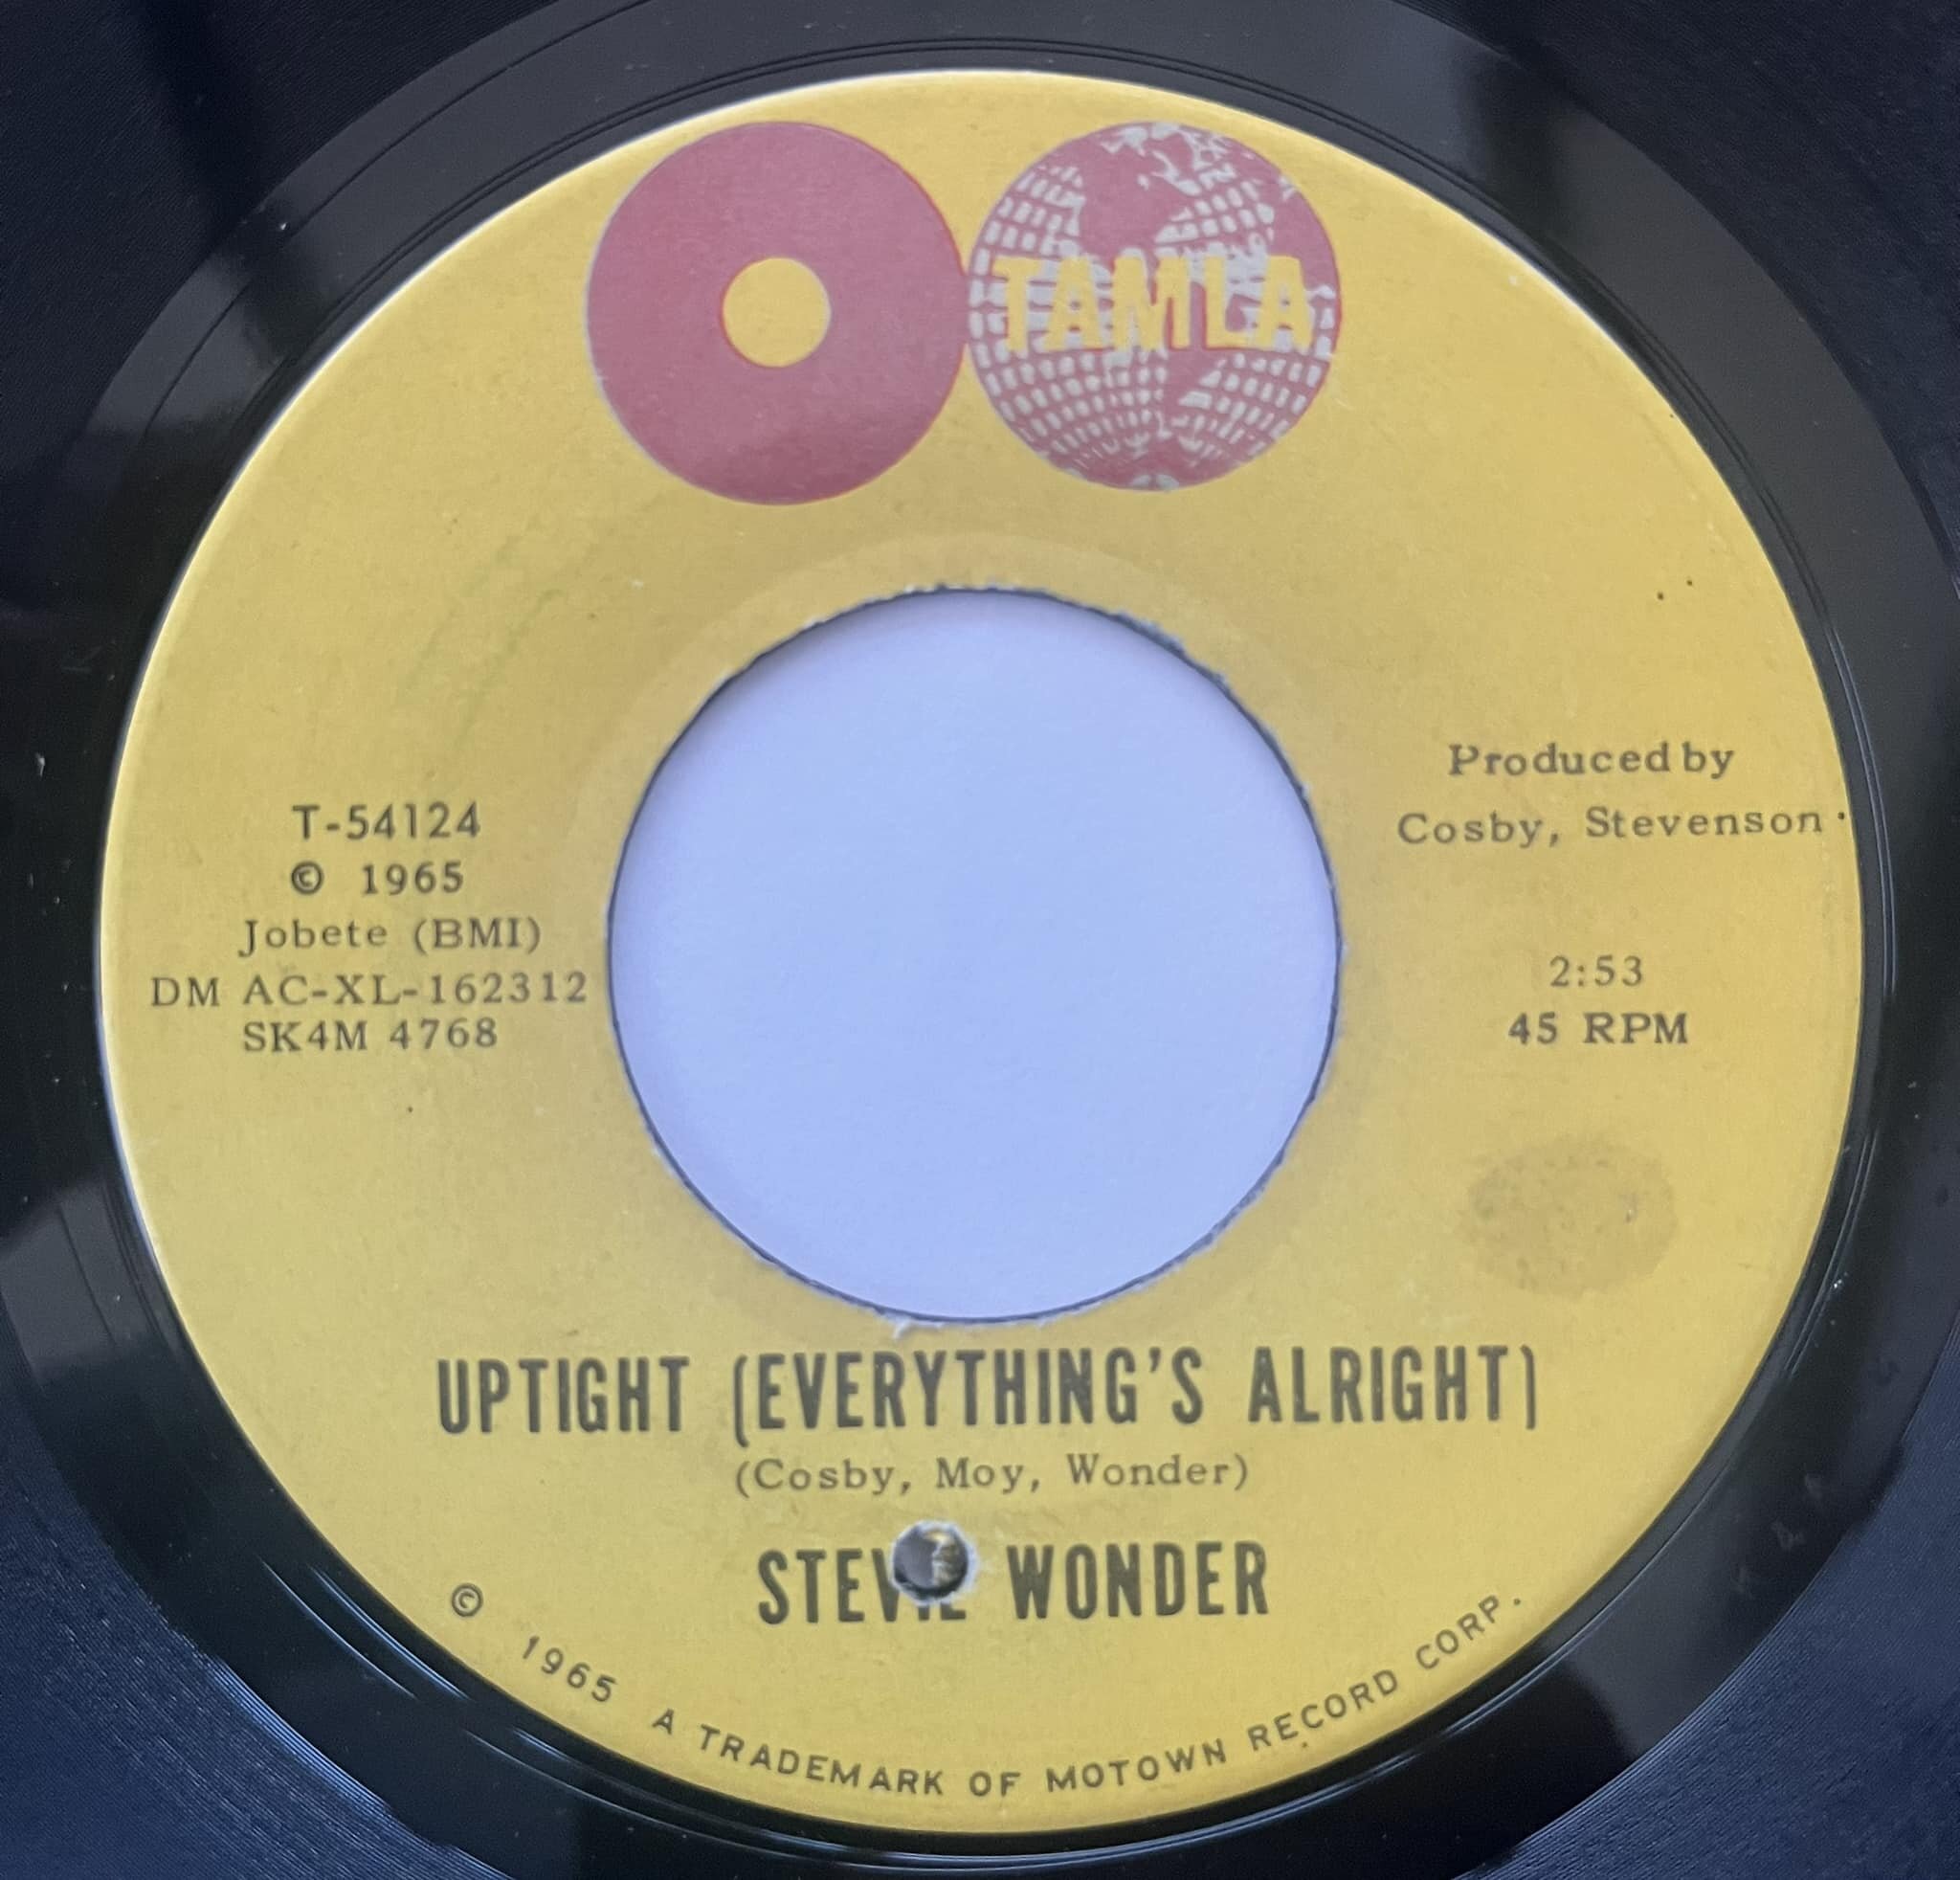 TAMLA
T-54124
© 1965
Jobete (BMI)
DM AC-XL-162312
SK4M 4768
Produced by
Cosby, Stevenson
2:53
45 RPM
UPTIGHT (EVERYTHING'S ALRIGHT)
(Cosby, Moy, Wonder)
STEVIE WONDER
© 1965 A TRADEMARK OF MOTOWN RECORD CORP.